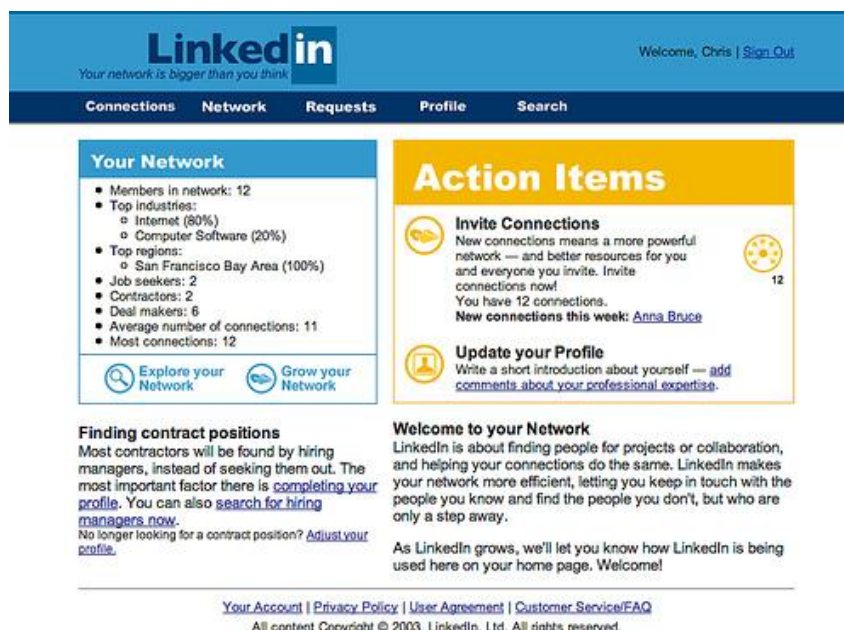 Linkedin
Your network is bigger than you think
Welcome, Chris | Sign Out
Connections Network Requests Profile Search
Your Network
Members in network: 12
Top industries:
Internet (80%)
Computer Software (20%)
Top regions:
San Francisco Bay Area (100%)
Job seekers: 2
Contractors: 2
Deal makers: 6
Average number of connections: 11
Most connections: 12
Explore your
Network
Grow your
Network
Action Items
Invite Connections
New connections means a more powerful
network — and better resources for you
and everyone you invite. Invite
connections now!
You have 12 connections.
New connections this week: Anna Bruce
12
Update your Profile
Write a short introduction about yourself — add
comments about your professional expertise.
Finding contract positions
Most contractors will be found by hiring
managers, instead of seeking them out. The
most important factor there is completing your
profile. You can also search for hiring
managers now.
No longer looking for a contract position? Adjust your
profile.
Welcome to your Network
LinkedIn is about finding people for projects or collaboration,
and helping your connections do the same. LinkedIn makes
your network more efficient, letting you keep in touch with the
people you know and find the people you don't, but who are
only a step away.
As LinkedIn grows, we'll let you know how LinkedIn is being
used here on your home page. Welcome!
Your Account | Privacy Policy | User Agreement | Customer Service/FAQ
All content Copyright © 2003, LinkedIn, Ltd. All rights reserved.